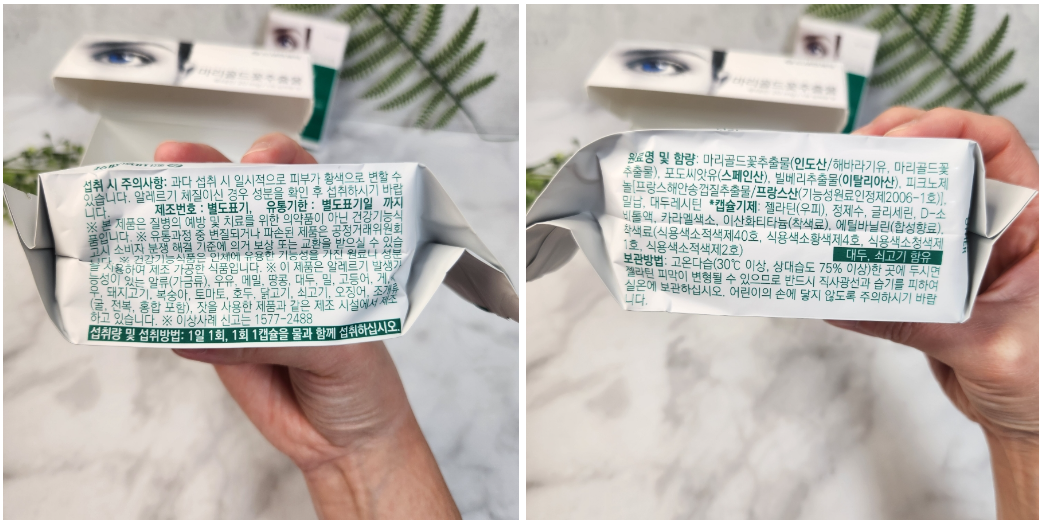 마리골드꽃추출물
섭취 시 주의사항: 과다 섭취 시 일시적으로 피부가 황색으로 변할 수
있습니다. 알레르기 체질이신 경우 성분을 확인 후 섭취하시기 바랍
니다. 제조번호 : 별도표기, 유통기한 : 별도표기일 까지
※ 본 제품은 질병의 예방 및 치료를 위한 의약품이 아닌 건강기능식
품입니다. ※ 유통과정 중 변질되거나 파손된 제품은 공정거래위원회
고시 소비자 분쟁 해결 기준에 의거 보상 또는 교환을 받으실 수 있습
니다. ※ 건강기능식품은 인체에 유용한 기능성을 가진 원료나 성분
을 사용하여 제조 가공한 식품입니다. ※ 이 제품은 알레르기 발생가
능성이 있는 알류(가금류), 우유, 메밀, 땅콩, 대두, 밀, 고등어, 게, 새
우, 돼지고기, 복숭아, 토마토, 호두, 닭고기, 쇠고기, 오징어, 조개류
(굴, 전복, 홍합 포함), 잣을 사용한 제품과 같은 제조 시설에서 제조
하고 있습니다. ※ 이상사례 신고는 1577-2488
섭취량 및 섭취방법: 1일 1회, 1회 1캡슐을 물과 함께 섭취하십시오.
마리골드꽃추출물
원료명 및 함량: 마리골드꽃추출물(인도산/해바라기유, 마리골드꽃
추출물), 포도씨앗유(스페인산), 빌베리추출물(이탈리아산), 피크노제
놀[프랑스해안송껍질추출물/프랑스산(기능성원료인정제2006-1호)],
밀납, 대두레시틴 *캡슐기제: 젤라틴(우피), 정제수, 글리세린, D-소
비톨액, 카라멜색소, 이산화티타늄(착색료), 에틸바닐린(합성향료),
착색료(식용색소적색제40호, 식용색소황색제4호, 식용색소청색제
1호, 식용색소적색제2호)
대두, 쇠고기 함유
보관방법: 고온다습(30℃ 이상, 상대습도 75% 이상)한 곳에 두시면
젤라틴 피막이 변형될 수 있으므로 반드시 직사광선과 습기를 피하여
실온에 보관하십시오. 어린이의 손에 닿지 않도록 주의하시기 바랍
니다.